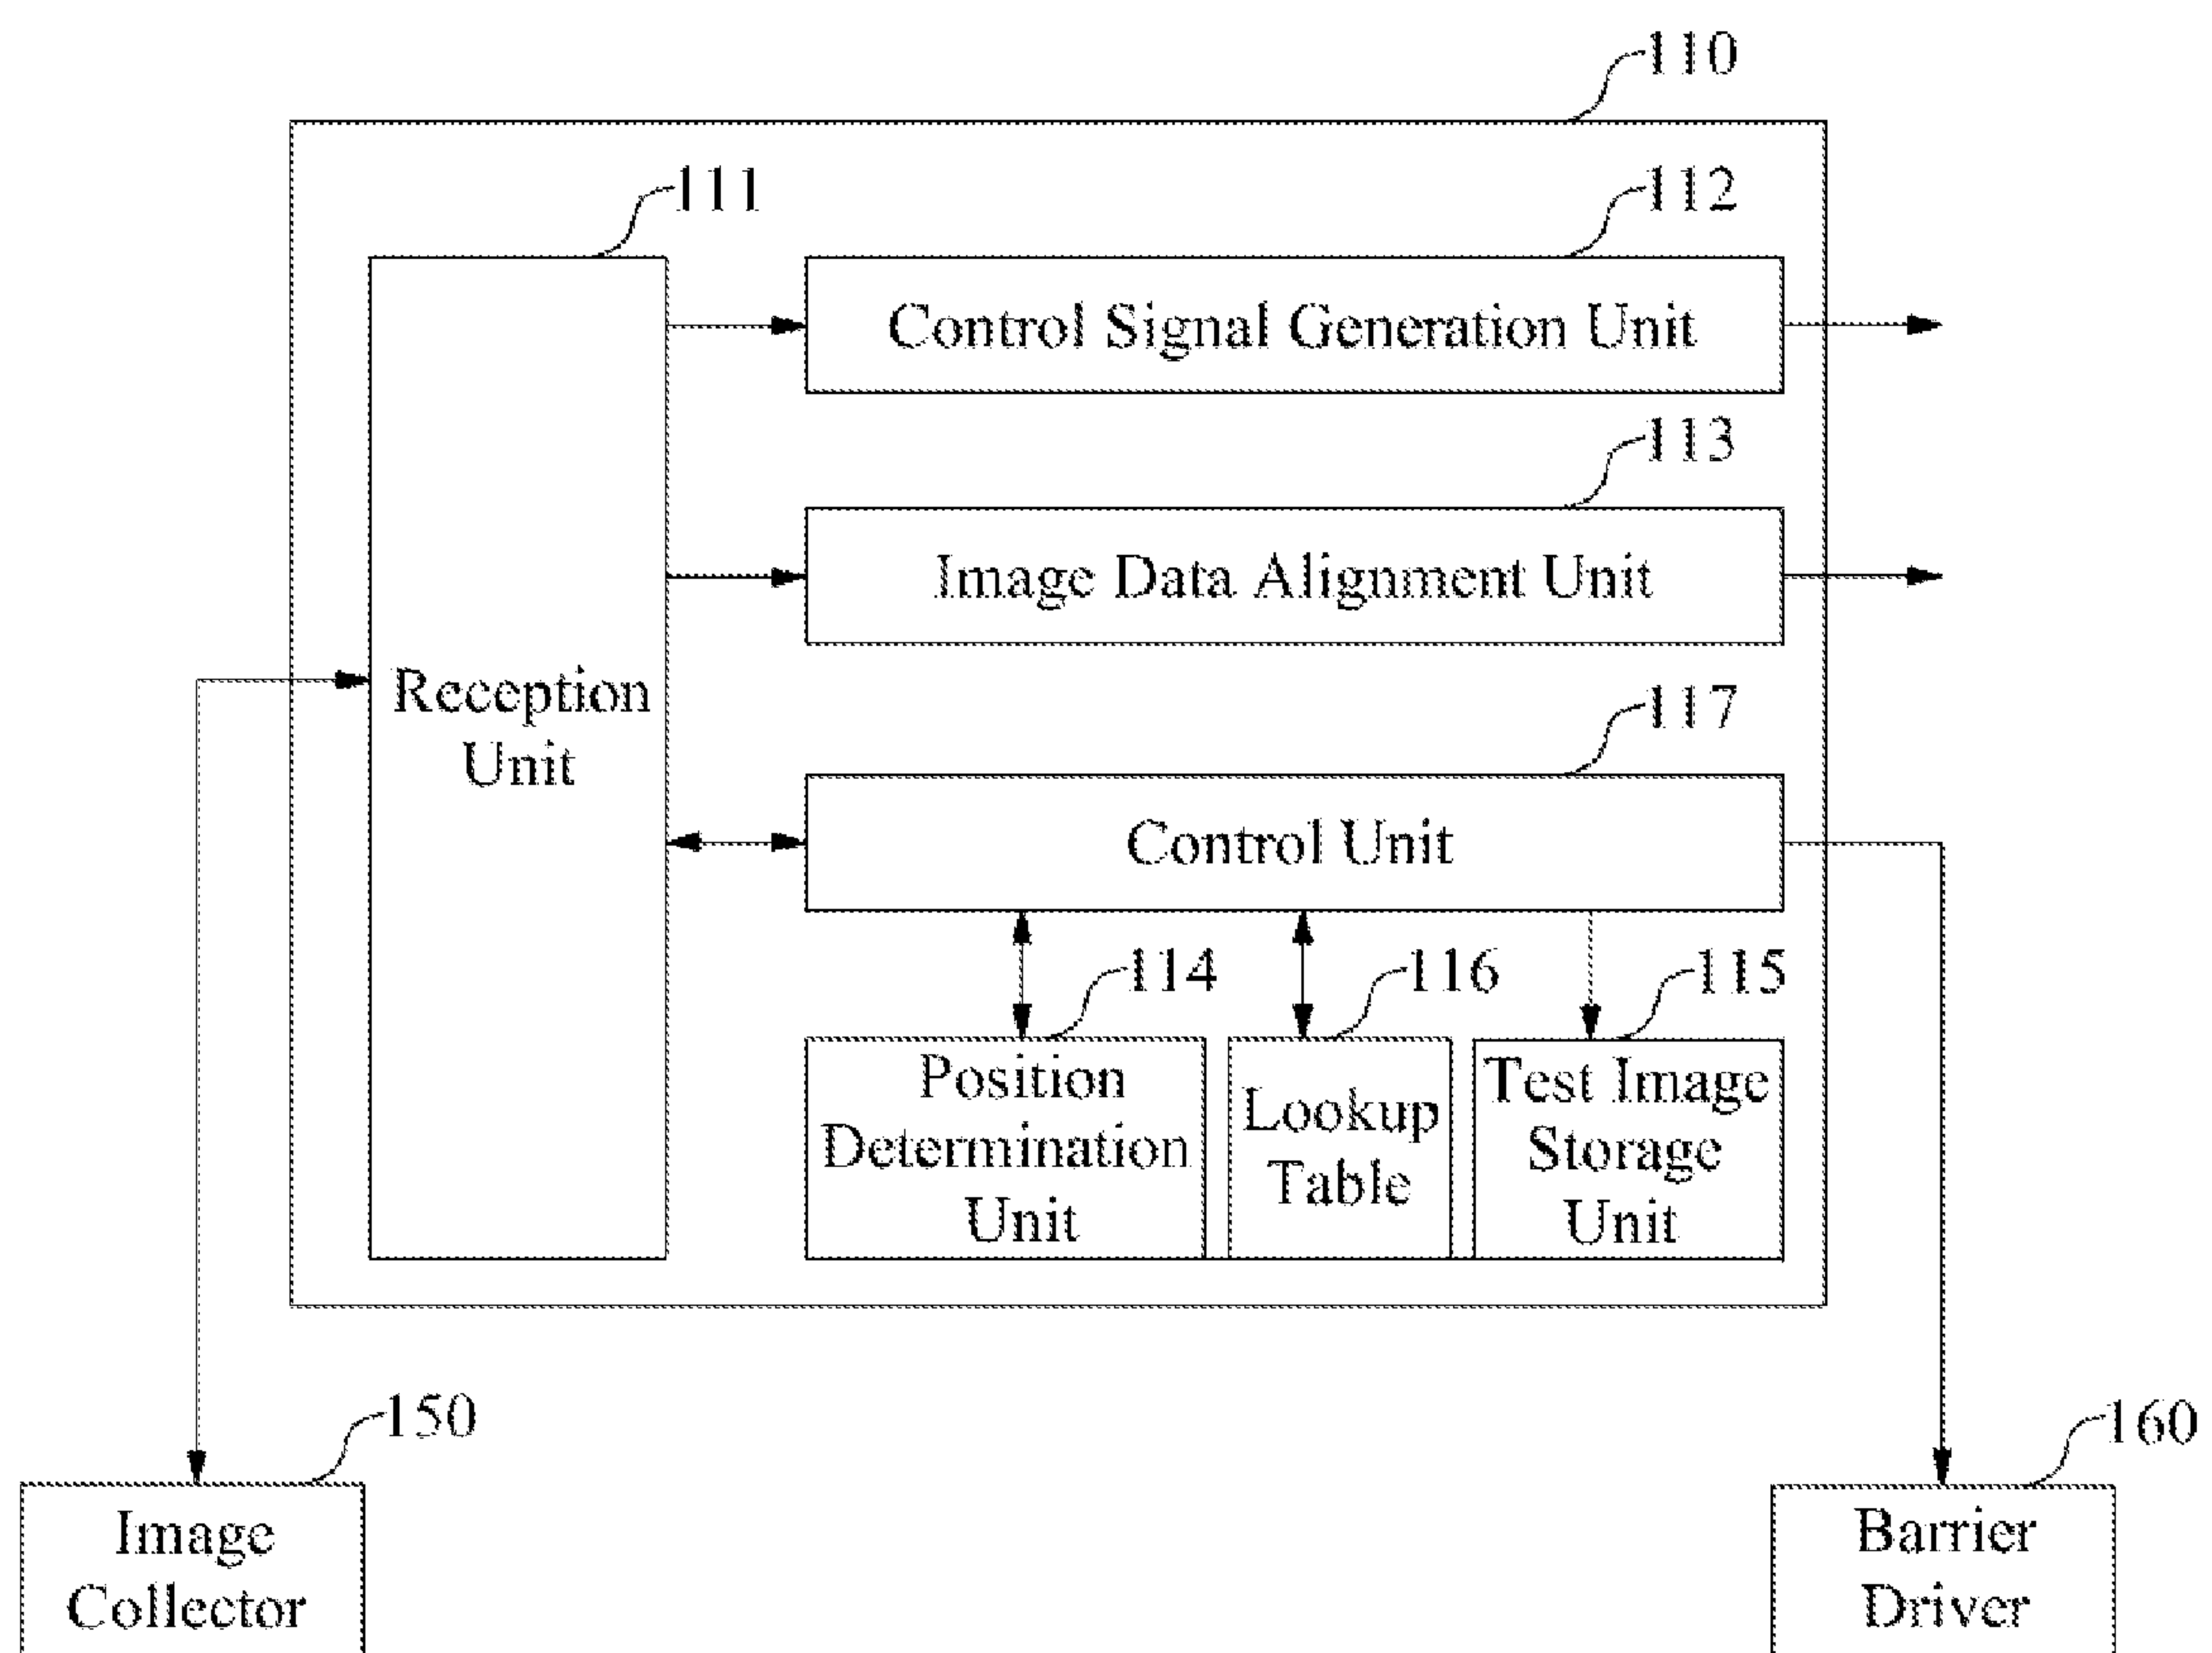 110
111
112
Control Signal Generation Unit
113
Image Data Alignment Unit
Reception
Unit
117
Control Unit
114
116
115
Position
Determination
Unit
Lookup
Table
Test Image
Storage
Unit
150
160
Image
Collector
Barrier
Driver